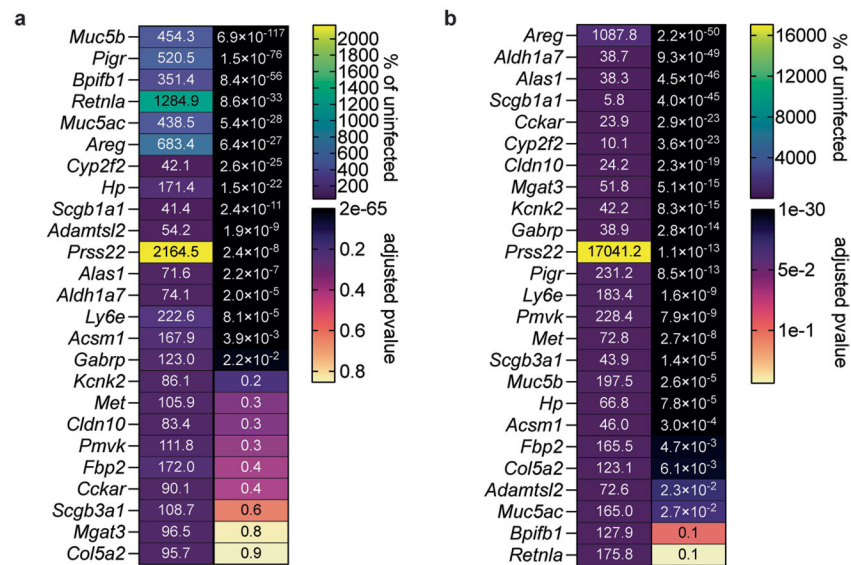 a
Muc5b 454.3 6.9×10⁻¹¹⁷
Pigr 520.5 1.5×10⁻⁷⁶
Bpifb1 351.4 8.4×10⁻⁵⁶
Retnla 1284.9 8.6×10⁻³³
Muc5ac 438.5 5.4×10⁻²⁸
Areg 683.4 6.4×10⁻²⁷
Cyp2f2 42.1 2.6×10⁻²⁵
Hp 171.4 1.5×10⁻²²
Scgb1a1 41.4 2.4×10⁻¹¹
Adamtsl2 54.2 1.9×10⁻⁹
Prss22 2164.5 2.4×10⁻⁸
Alas1 71.6 2.2×10⁻⁷
Aldh1a7 74.1 2.0×10⁻⁵
Ly6e 222.6 8.1×10⁻⁵
Acsm1 167.9 3.9×10⁻³
Gabrp 123.0 2.2×10⁻²
Kcnk2 86.1 0.2
Met 105.9 0.3
Cldn10 83.4 0.3
Pmvk 111.8 0.3
Fbp2 172.0 0.4
Cckar 90.1 0.4
Scgb3a1 108.7 0.6
Mgat3 96.5 0.8
Col5a2 95.7 0.9
2000
1800
1600
1400
1200
1000
800
600
400
200
% of uninfected
2e-65
0.2
0.4
0.6
0.8
adjusted pvalue
b
Areg 1087.8 2.2×10⁻⁵⁰
Aldh1a7 38.7 9.3×10⁻⁴⁹
Alas1 38.3 4.5×10⁻⁴⁶
Scgb1a1 5.8 4.0×10⁻⁴⁵
Cckar 23.9 2.9×10⁻²³
Cyp2f2 10.1 3.6×10⁻²³
Cldn10 24.2 2.3×10⁻¹⁹
Mgat3 51.8 5.1×10⁻¹⁵
Kcnk2 42.2 8.3×10⁻¹⁵
Gabrp 38.9 2.8×10⁻¹⁴
Prss22 17041.2 1.1×10⁻¹³
Pigr 231.2 8.5×10⁻¹³
Ly6e 183.4 1.6×10⁻⁹
Pmvk 228.4 7.9×10⁻⁹
Met 72.8 2.7×10⁻⁸
Scgb3a1 43.9 1.4×10⁻⁵
Muc5b 197.5 2.6×10⁻⁵
Hp 66.8 7.8×10⁻⁵
Acsm1 46.0 3.0×10⁻⁴
Fbp2 165.5 4.7×10⁻³
Col5a2 123.1 6.1×10⁻³
Adamtsl2 72.6 2.3×10⁻²
Muc5ac 165.0 2.7×10⁻²
Bpifb1 127.9 0.1
Retnla 175.8 0.1
16000
12000
8000
4000
% of uninfected
1e-30
5e-2
1e-1
adjusted pvalue